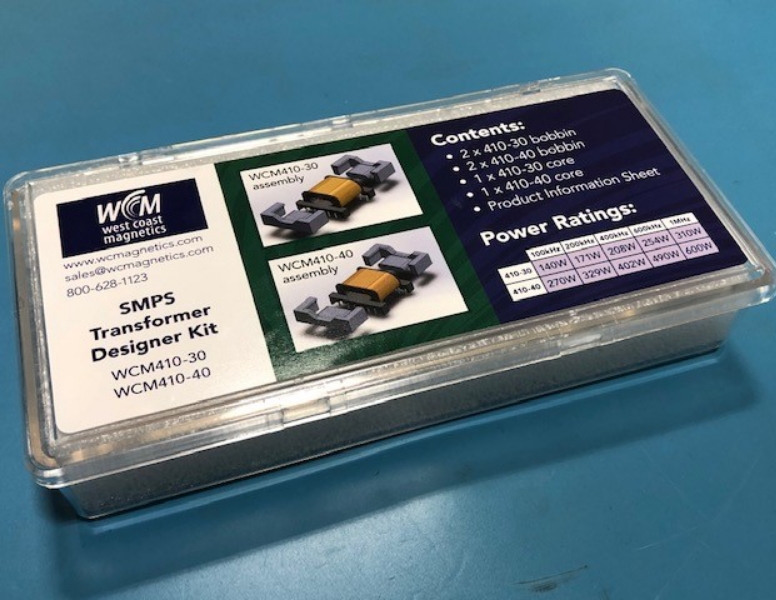 WCM
west coast
magnetics
www.wcmagnetics.com
sales@wcmagnetics.com
800-628-1123
SMPS
Transformer
Designer Kit
WCM410-30
WCM410-40
WCM410-30
assembly
WCM410-40
assembly
Contents:
• 2 x 410-30 bobbin
• 2 x 410-40 bobbin
• 1 x 410-30 core
• 1 x 410-40 core
• Product Information Sheet
Power Ratings:
100kHz 200kHz 400kHz 600kHz 1MHz
410-30 140W 171W 208W 254W 310W
410-40 270W 329W 402W 490W 600W